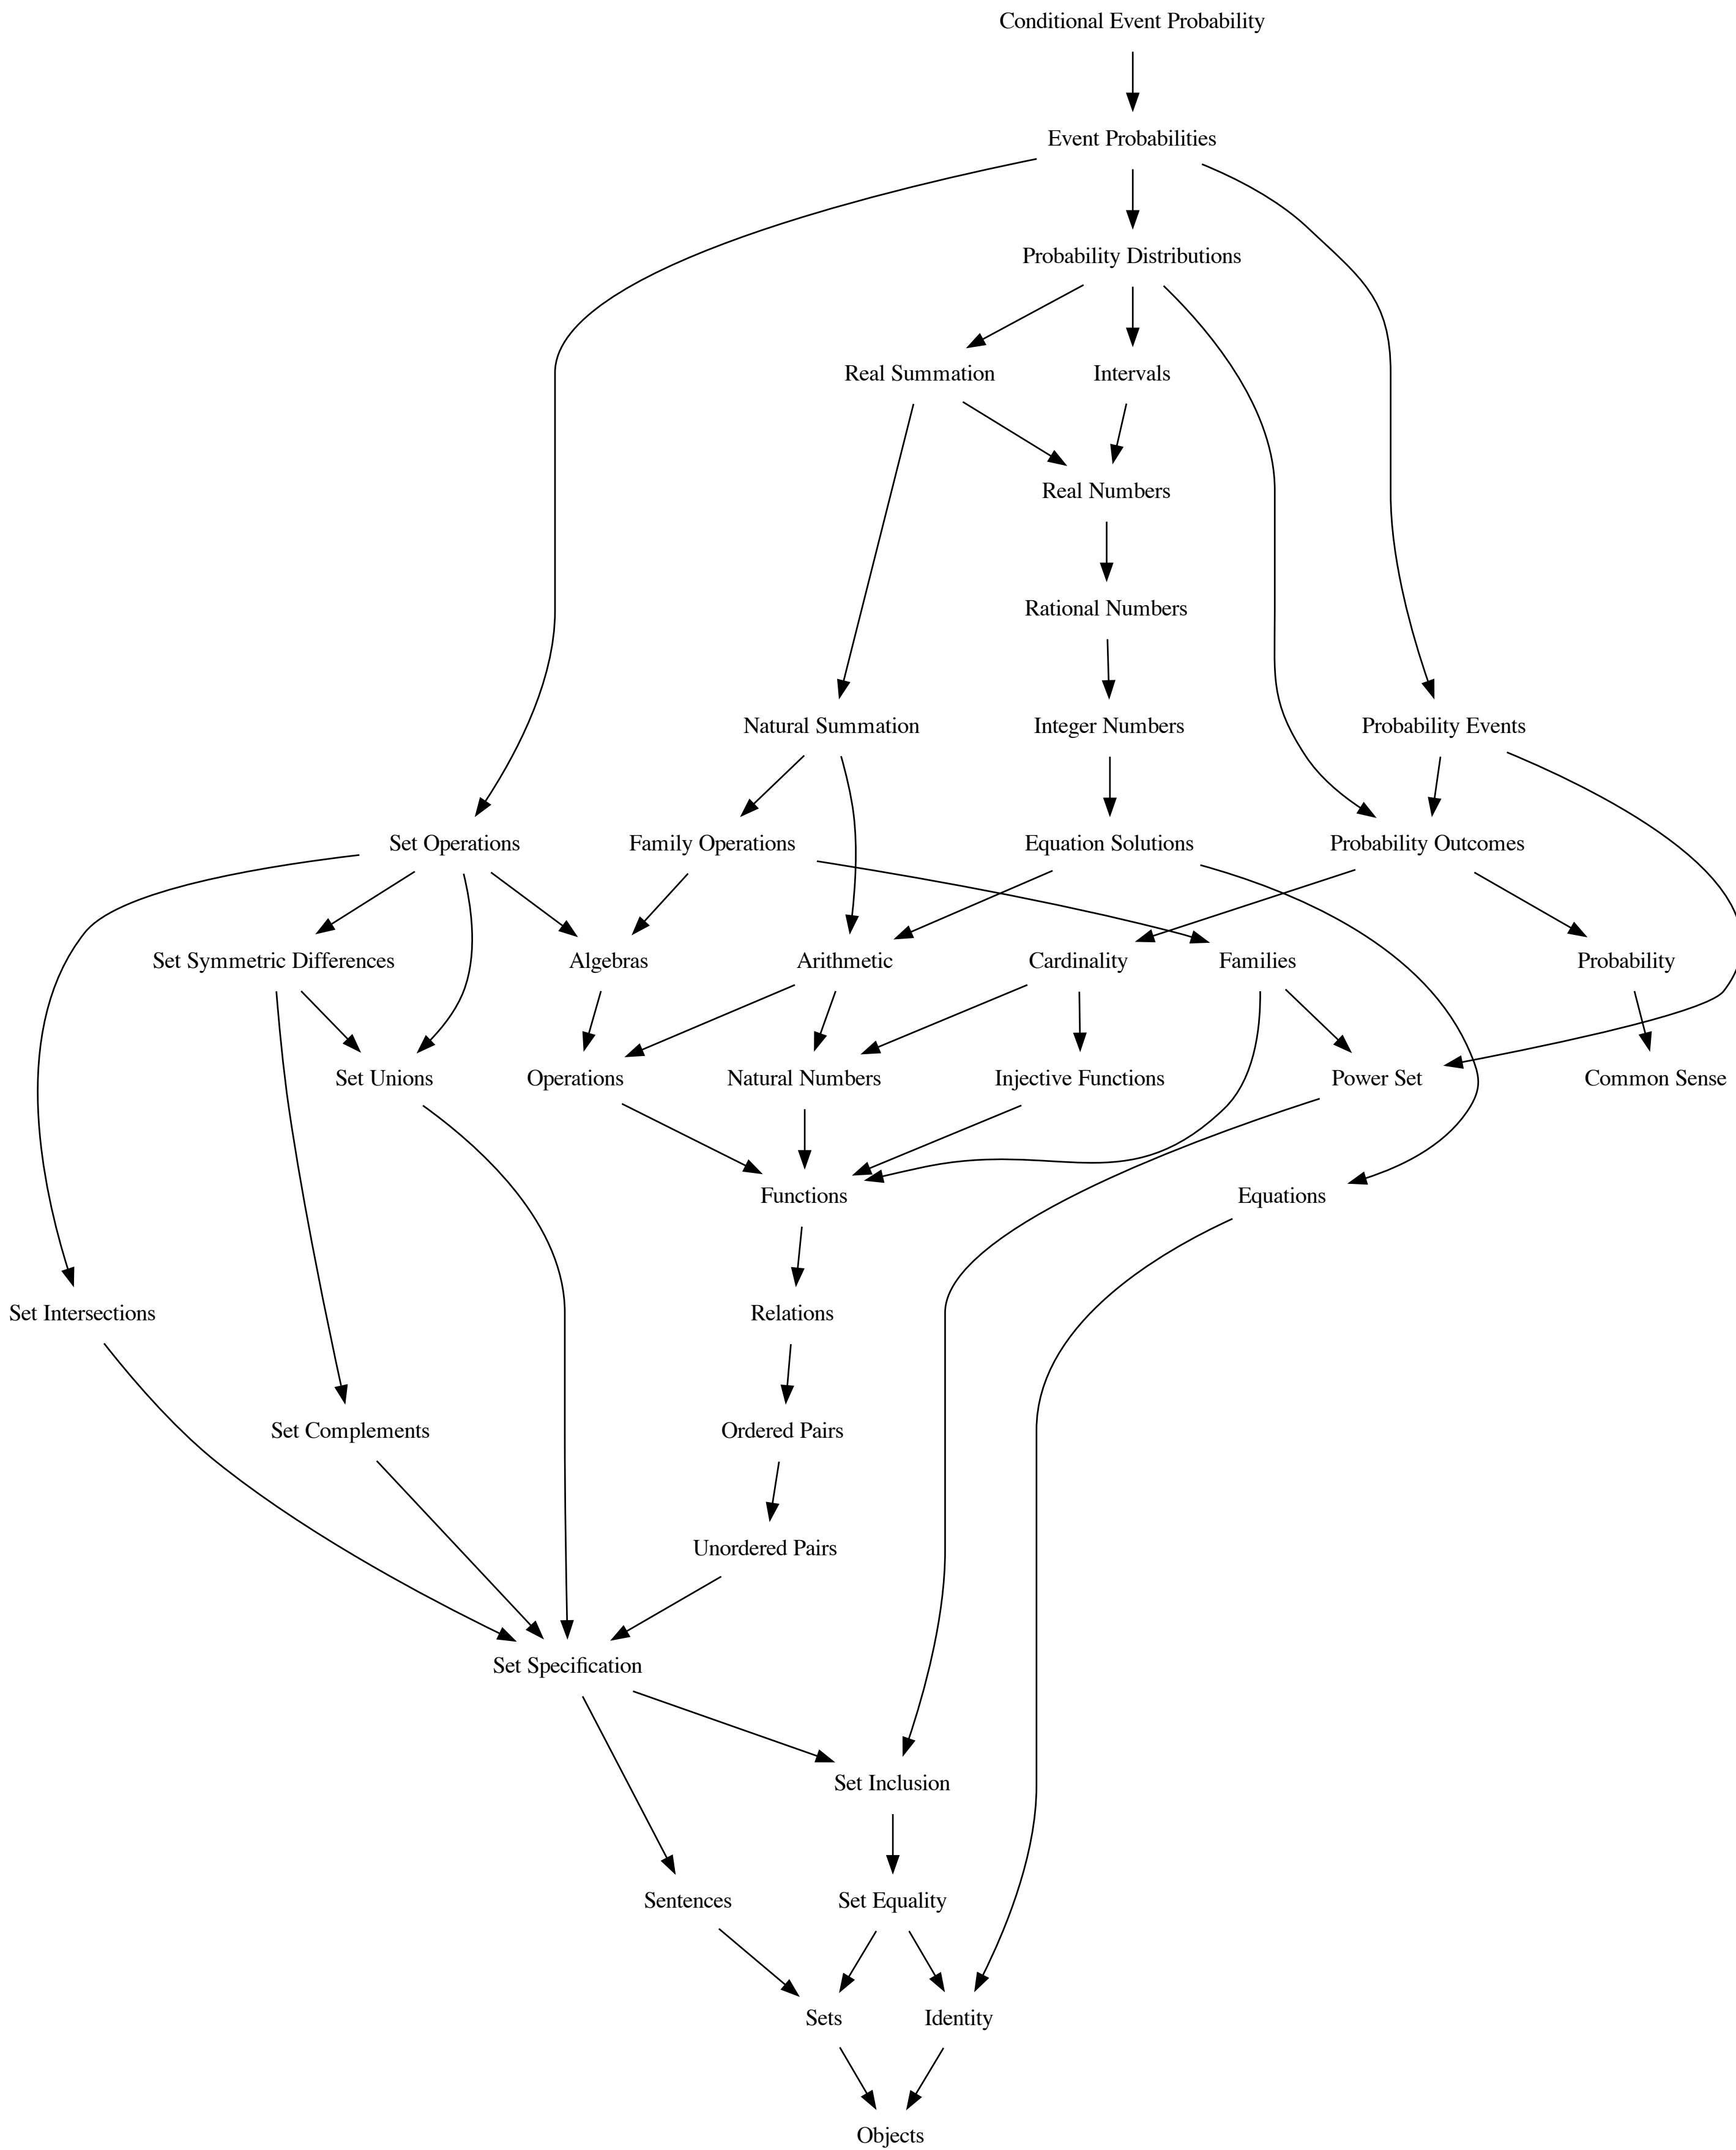 Conditional Event Probability
Event Probabilities
Probability Distributions
Real Summation
Intervals
Real Numbers
Rational Numbers
Natural Summation
Integer Numbers
Probability Events
Set Operations
Family Operations
Equation Solutions
Probability Outcomes
Set Symmetric Differences
Algebras
Arithmetic
Cardinality
Families
Probability
Set Unions
Operations
Natural Numbers
Injective Functions
Power Set
Common Sense
Functions
Equations
Set Intersections
Relations
Set Complements
Ordered Pairs
Unordered Pairs
Set Specification
Set Inclusion
Sentences
Set Equality
Sets
Identity
Objects